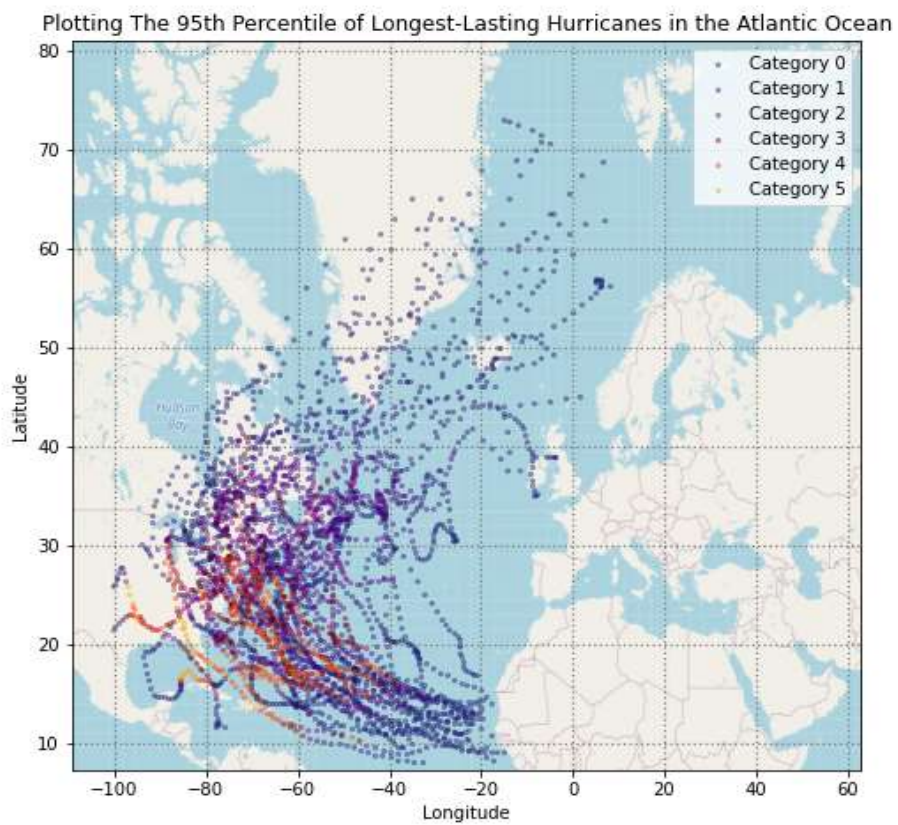 Plotting The 95th Percentile of Longest-Lasting Hurricanes in the Atlantic Ocean
80
70
60
50
40
30
20
10
Latitude
Category 0
Category 1
Category 2
Category 3
Category 4
Category 5
Hudson
Bay
−100
−80
−60
−40
−20
0
20
40
60
Longitude